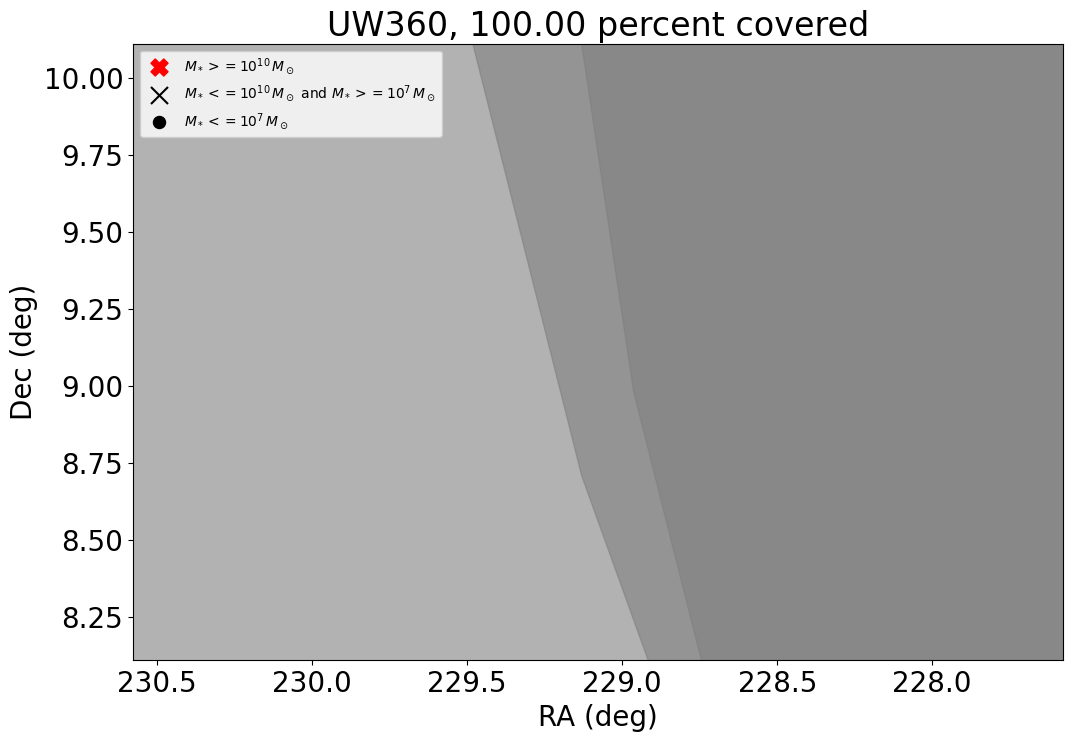 UW360, 100.00 percent covered
M* >= 10^10 M⊙
M* <= 10^10 M⊙ and M* >= 10^7 M⊙
M* <= 10^7 M⊙
10.00
9.75
9.50
9.25
9.00
8.75
8.50
8.25
Dec (deg)
230.5 230.0 229.5 229.0 228.5 228.0
RA (deg)